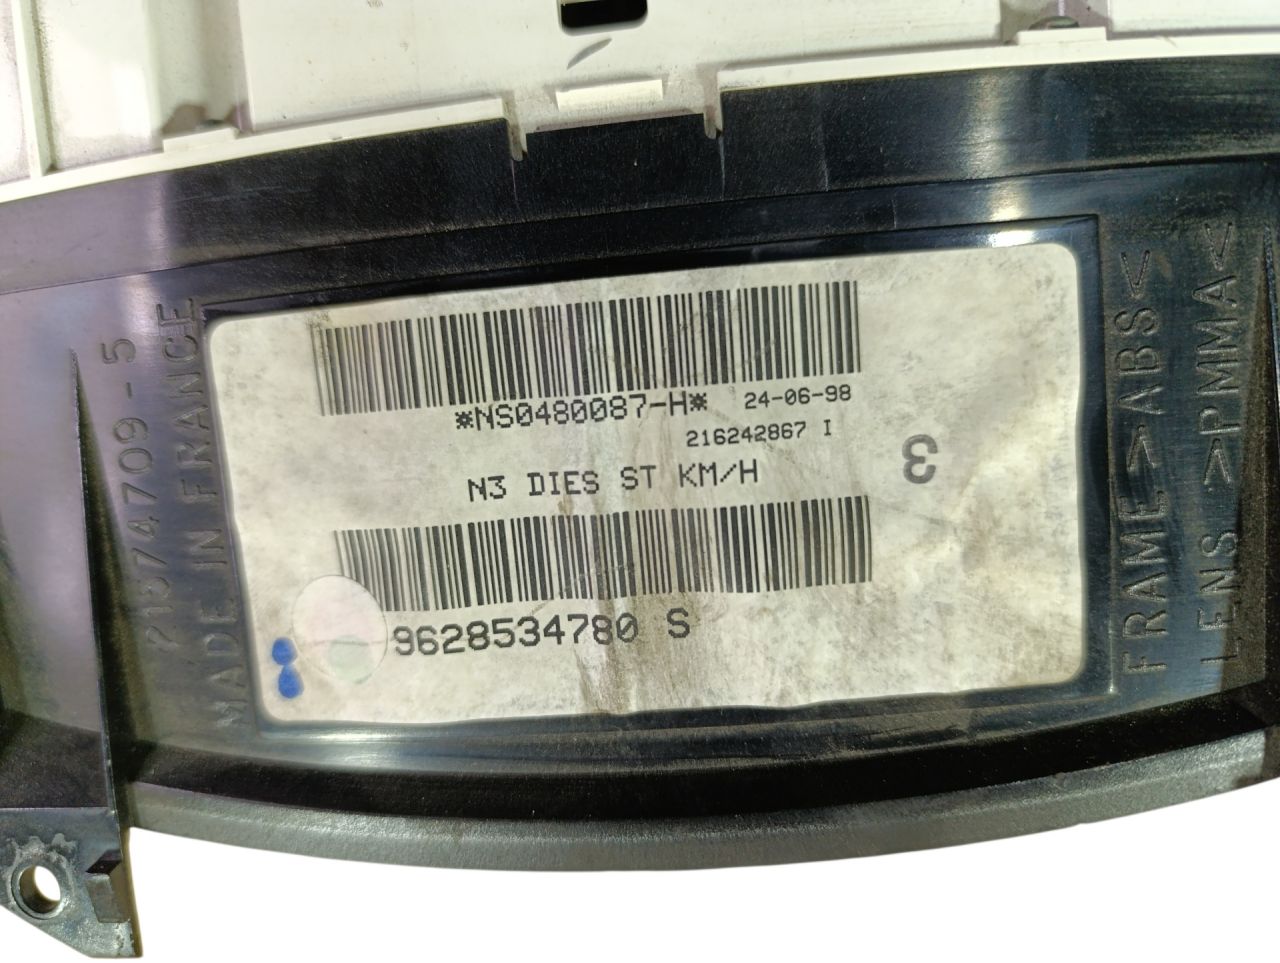 *NS0480087-H* 24-06-98
216242867 I
N3 DIES ST KM/H
3
9628534780 S
21574709-5
MADE IN FRANCE
FRAME >ABS<
LENS >PMMA<